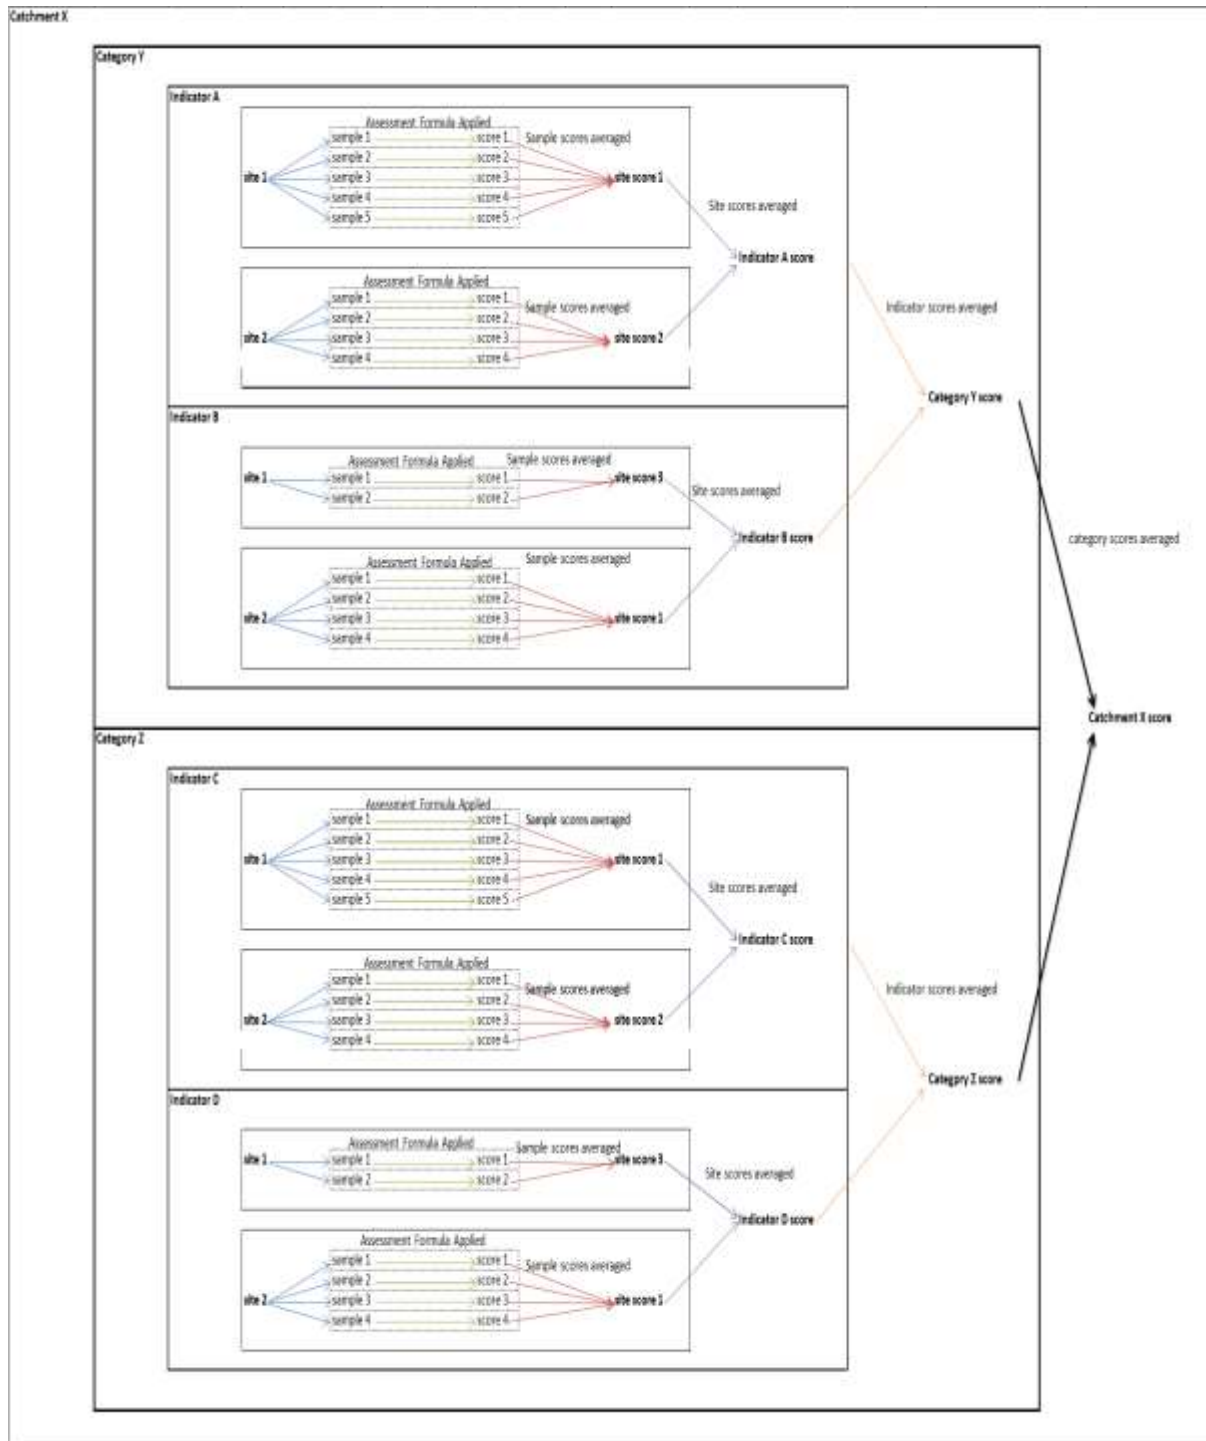 Catchment X
Category Y
Indicator A
Assessment Formula Applied
sample 1 score 1 Sample scores averaged
sample 2 score 2
site 1 sample 3 score 3 site score 1
sample 4 score 4
sample 5 score 5
Site scores averaged
Indicator A score
Assessment Formula Applied
sample 1 score 1
Sample scores averaged
sample 2 score 2
site 2 sample 3 score 3 site score 2
sample 4 score 4
Indicator scores averaged
Category Y score
Indicator B
Assessment Formula Applied Sample scores averaged
site 1 sample 1 score 1 site score 3
sample 2 score 2
Site scores averaged
Indicator B score
Assessment Formula Applied Sample scores averaged
sample 1 score 1
sample 2 score 2
site 2 sample 3 score 3 site score 1
sample 4 score 4
category scores averaged
Catchment X score
Category Z
Indicator C
Assessment Formula Applied
sample 1 score 1 Sample scores averaged
sample 2 score 2
site 1 sample 3 score 3 site score 1
sample 4 score 4
sample 5 score 5
Site scores averaged
Indicator C score
Assessment Formula Applied
sample 1 score 1
Sample scores averaged
sample 2 score 2
site 2 sample 3 score 3 site score 2
sample 4 score 4
Indicator scores averaged
Category Z score
Indicator D
Assessment Formula Applied Sample scores averaged
site 1 sample 1 score 1 site score 3
sample 2 score 2
Site scores averaged
Indicator D score
Assessment Formula Applied
sample 1 score 1 Sample scores averaged
sample 2 score 2
site 2 sample 3 score 3 site score 1
sample 4 score 4